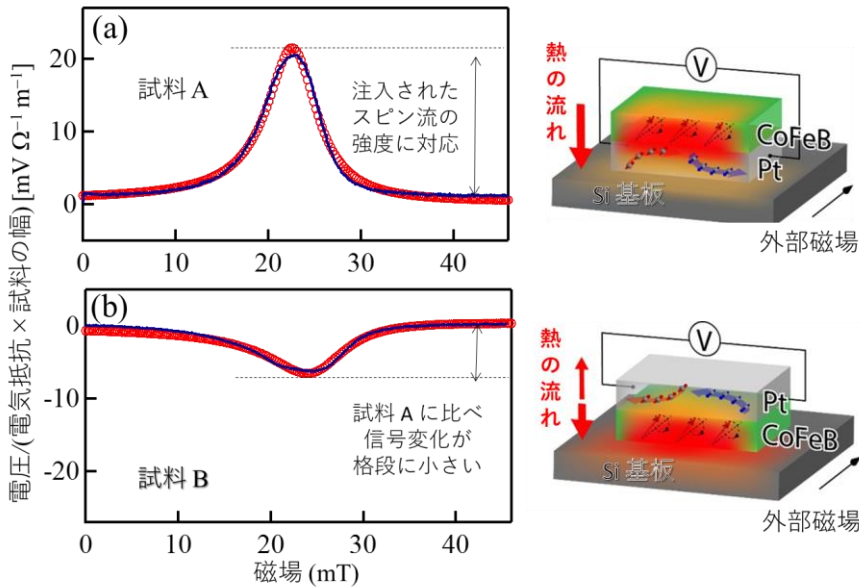 電圧/(電気抵抗×試料の幅) [mV Ω⁻¹ m⁻¹]
(a)
20
10
0
試料 A
注入された
スピン流の
強度に対応
0
10
20
30
40
V
熱の流れ
CoFeB
Pt
Si 基板
外部磁場
(b)
0
-10
-20
試料 A に比べ
信号変化が
格段に小さい
試料 B
0
10
20
30
40
磁場 (mT)
V
熱の流れ
Pt
CoFeB
Si 基板
外部磁場